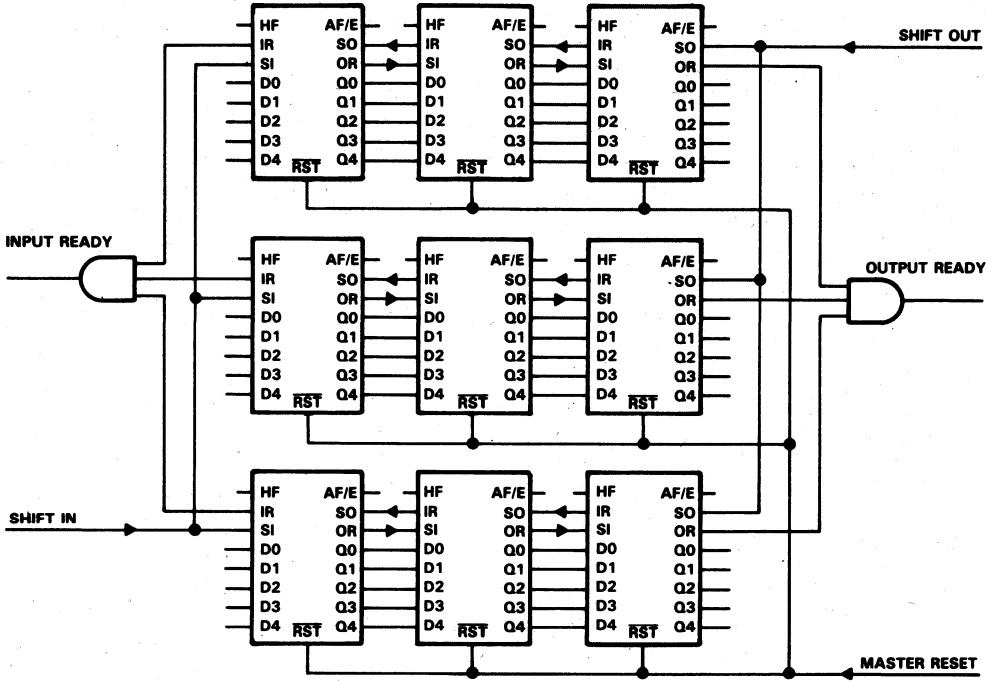 HF AF/E HF AF/E HF AF/E SHIFT OUT
IR SO IR SO IR SO
SI OR SI OR SI OR
D0 Q0 D0 Q0 D0 Q0
D1 Q1 D1 Q1 D1 Q1
D2 Q2 D2 Q2 D2 Q2
D3 Q3 D3 Q3 D3 Q3
D4 RST Q4 D4 RST Q4 D4 RST Q4
INPUT READY
HF AF/E HF AF/E HF AF/E OUTPUT READY
IR SO IR SO IR SO
SI OR SI OR SI OR
D0 Q0 D0 Q0 D0 Q0
D1 Q1 D1 Q1 D1 Q1
D2 Q2 D2 Q2 D2 Q2
D3 Q3 D3 Q3 D3 Q3
D4 RST Q4 D4 RST Q4 D4 RST Q4
HF AF/E HF AF/E HF AF/E
IR SO IR SO IR SO
SHIFT IN SI OR SI OR SI OR
D0 Q0 D0 Q0 D0 Q0
D1 Q1 D1 Q1 D1 Q1
D2 Q2 D2 Q2 D2 Q2
D3 Q3 D3 Q3 D3 Q3
D4 RST Q4 D4 RST Q4 D4 RST Q4
MASTER RESET